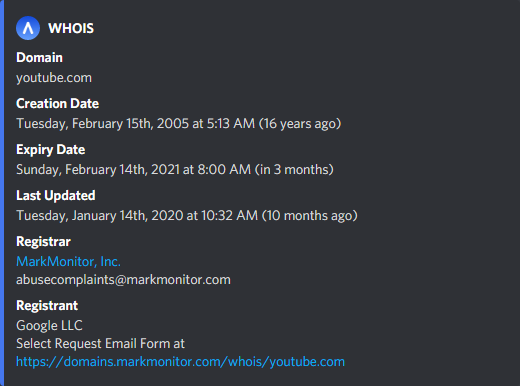 WHOIS
Domain
youtube.com
Creation Date
Tuesday, February 15th, 2005 at 5:13 AM (16 years ago)
Expiry Date
Sunday, February 14th, 2021 at 8:00 AM (in 3 months)
Last Updated
Tuesday, January 14th, 2020 at 10:32 AM (10 months ago)
Registrar
MarkMonitor, Inc.
abusecomplaints@markmonitor.com
Registrant
Google LLC
Select Request Email Form at
https://domains.markmonitor.com/whois/youtube.com